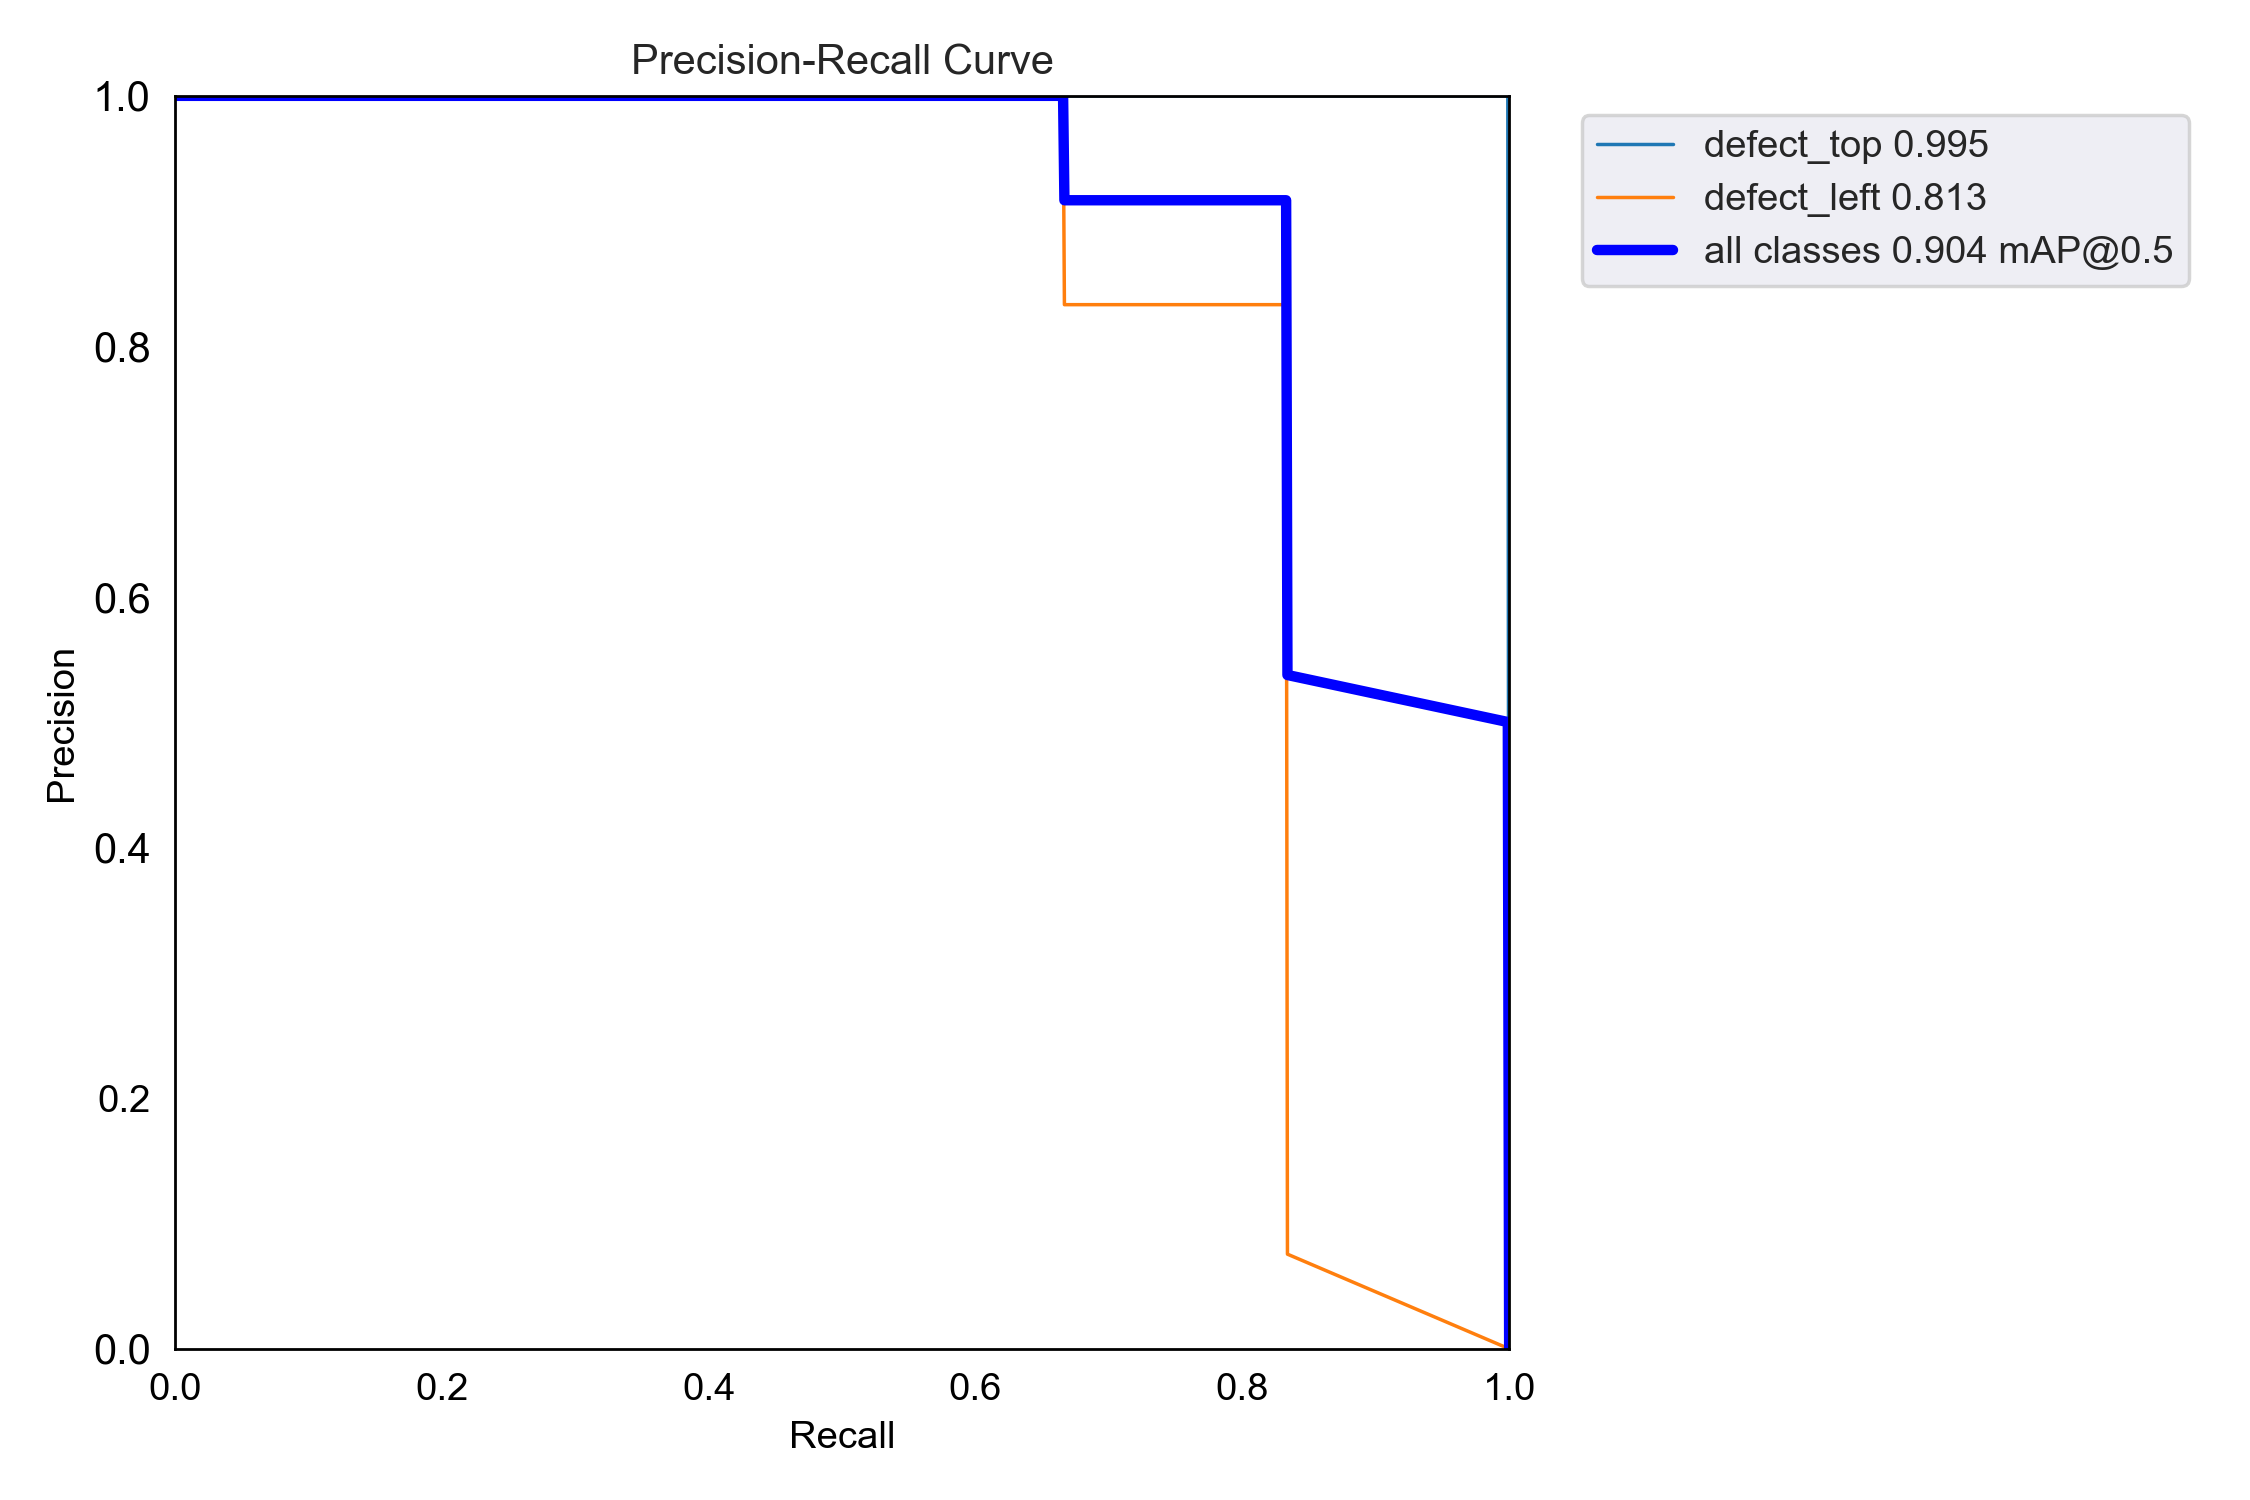 Precision-Recall Curve
1.0
0.8
0.6
0.4
0.2
0.0
Precision
0.0 0.2 0.4 0.6 0.8 1.0
Recall
defect_top 0.995
defect_left 0.813
all classes 0.904 mAP@0.5